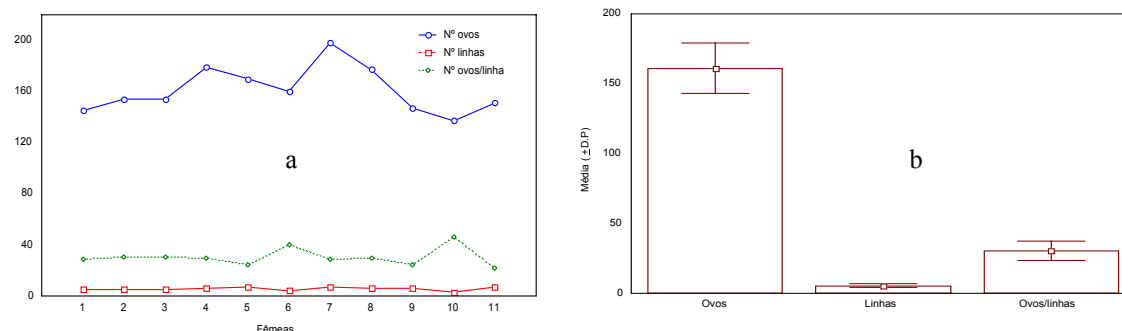 200
160
120
80
40
0
Nº ovos
Nº linhas
Nº ovos/linha
a
1 2 3 4 5 6 7 8 9 10 11
Fêmeas
Média ( ±D.P)
200
150
100
50
0
b
Ovos Linhas Ovos/linhas